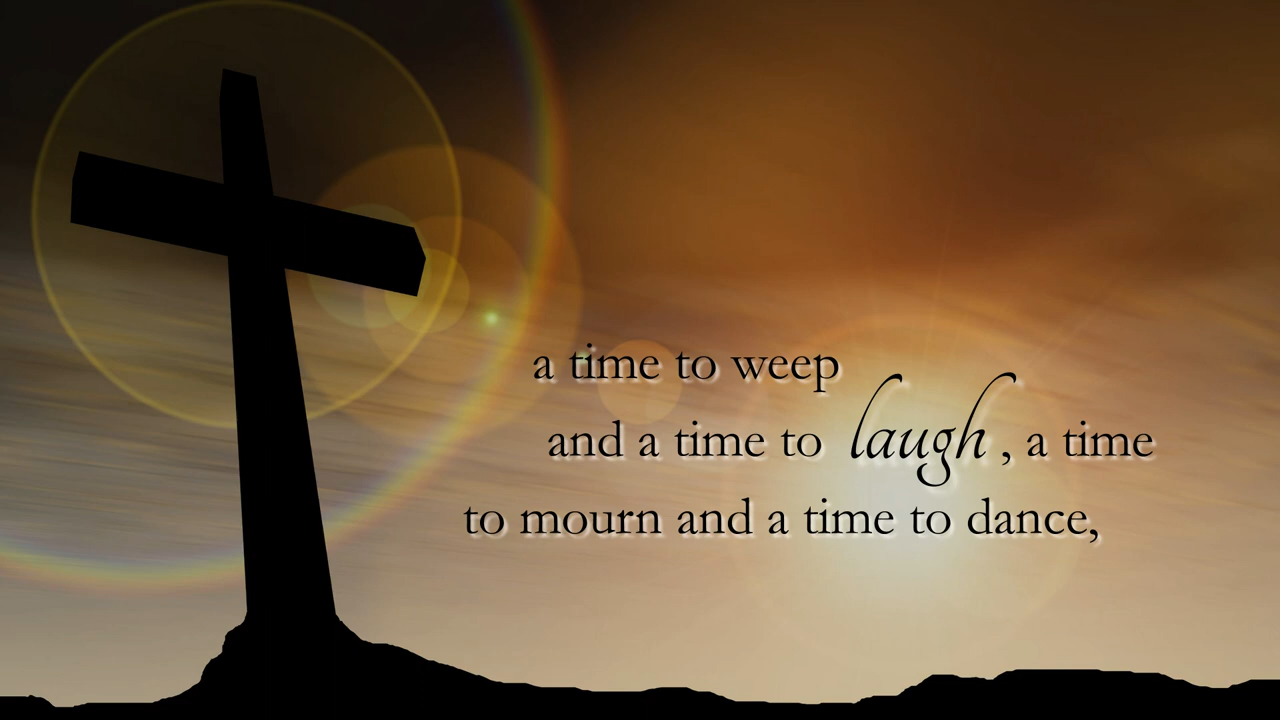 a time to weep
and a time to laugh , a time
to mourn and a time to dance,